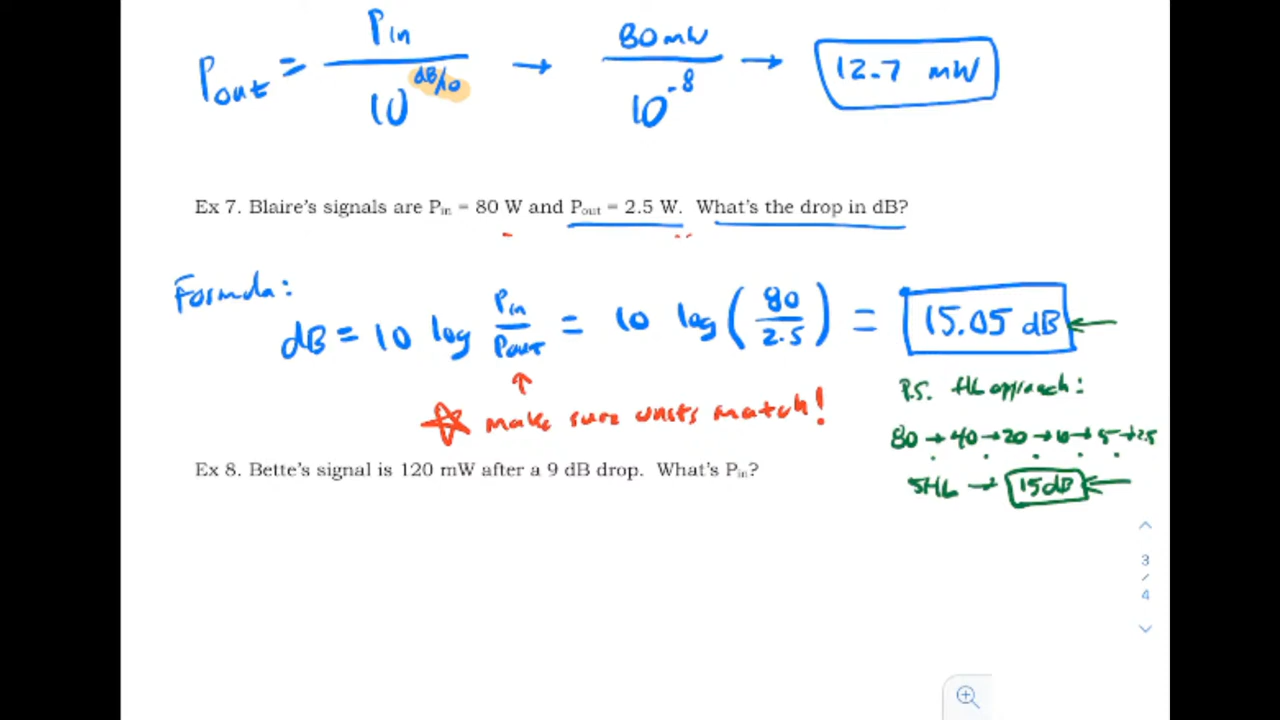 Pout = Pin / 10^dB/10 → 80 mW / 10^-8 → 12.7 mW
Ex 7. Blaire's signals are Pin = 80 W and Pout = 2.5 W. What's the drop in dB?
Formula:
dB = 10 log Pin/Pout = 10 log (80/2.5) = 15.05 dB ←
↑
☆ make sure units match!
P.S. HL approach:
80 → 40 → 20 → 10 → 5 → 2.5
5HL → 15dB ←
Ex 8. Bette's signal is 120 mW after a 9 dB drop. What's Pin?
3
/
4